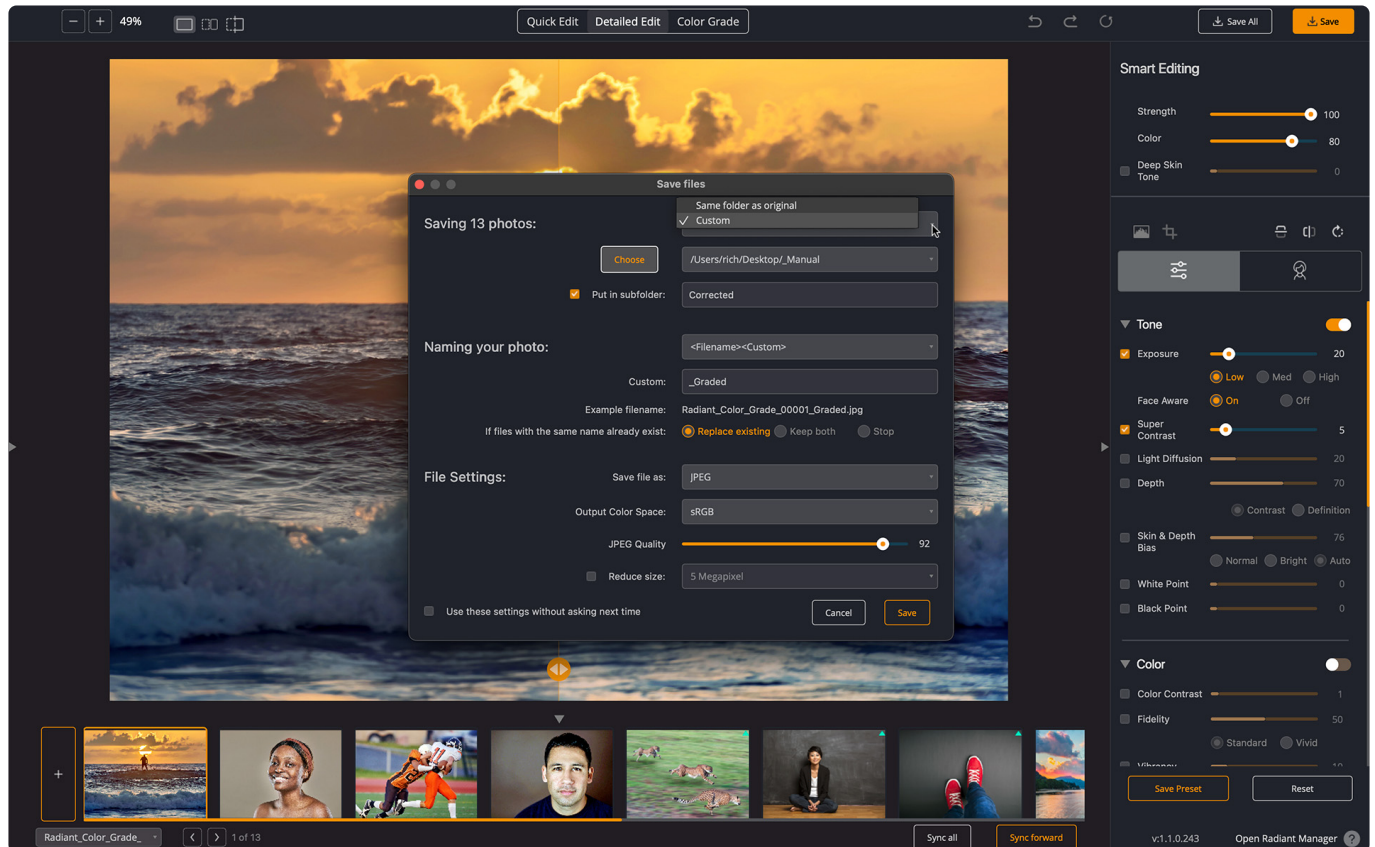 49%
Quick Edit Detailed Edit Color Grade
Save All
Save
Smart Editing
Strength 100
Color 80
Deep Skin
Tone 0
Save files
Same folder as original
Custom
Saving 13 photos:
Choose /Users/rich/Desktop/_Manual
Put in subfolder: Corrected
Naming your photo: <Filename><Custom>
Custom: _Graded
Example filename: Radiant_Color_Grade_00001_Graded.jpg
If files with the same name already exist: Replace existing Keep both Stop
File Settings: Save file as: JPEG
Output Color Space: sRGB
JPEG Quality 92
Reduce size: 5 Megapixel
Use these settings without asking next time
Cancel
Save
Tone
Exposure 20
Low Med High
Face Aware On Off
Super
Contrast 5
Light Diffusion 20
Depth 70
Contrast Definition
Skin & Depth
Bias 76
Normal Bright Auto
White Point 0
Black Point 0
Color
Color Contrast 1
Fidelity 50
Standard Vivid
Vibrancy 10
Save Preset
Reset
Radiant_Color_Grade_
1 of 13
Sync all
Sync forward
v:1.1.0.243
Open Radiant Manager ?